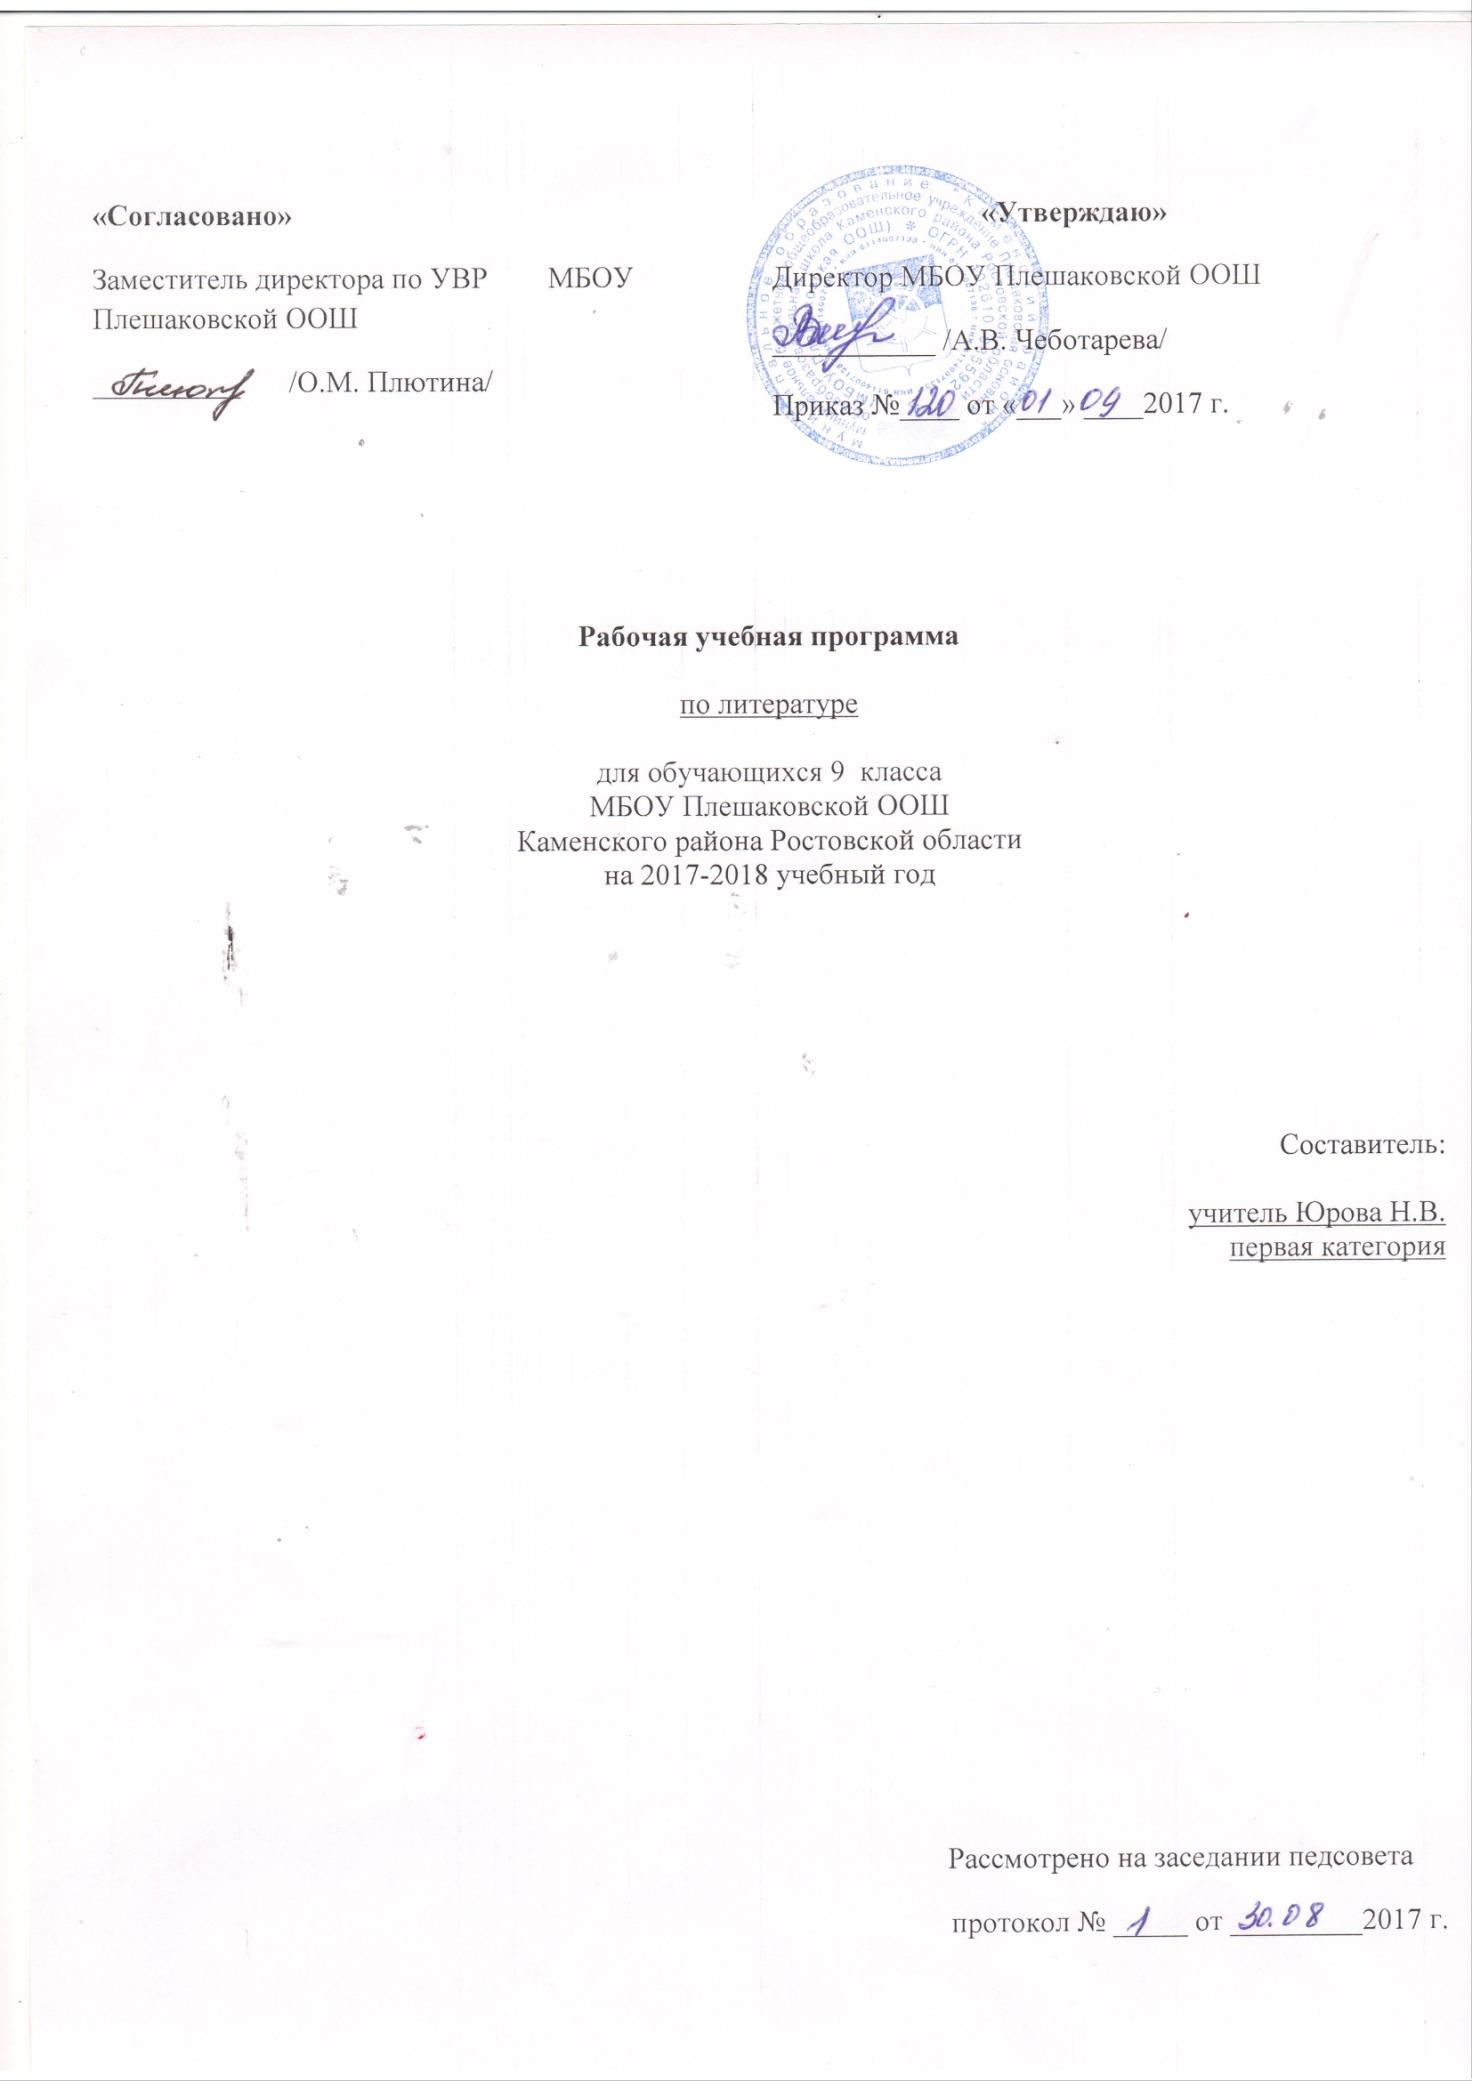 «Согласовано»
Заместитель директора по УВР МБОУ
Плешаковской ООШ
/О.М. Плютина/
«Утверждаю»
Директор МБОУ Плешаковской ООШ
/А.В. Чеботарева/
Приказ № 120 от «01» 09 2017 г.
Рабочая учебная программа
по литературе
для обучающихся 9 класса
МБОУ Плешаковской ООШ
Каменского района Ростовской области
на 2017-2018 учебный год
Составитель:
учитель Юрова Н.В.
первая категория
Рассмотрено на заседании педсовета
протокол № 1 от 30.08 2017 г.